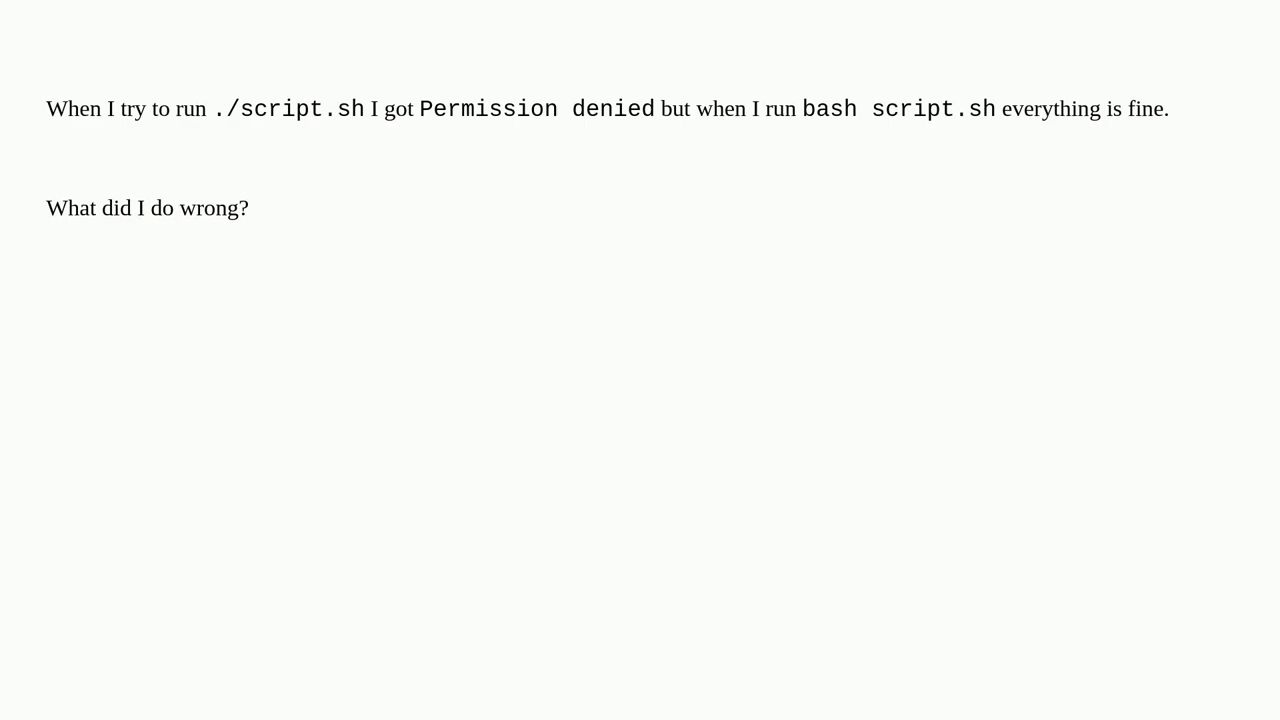 When I try to run ./script.sh I got Permission denied but when I run bash script.sh everything is fine.
What did I do wrong?